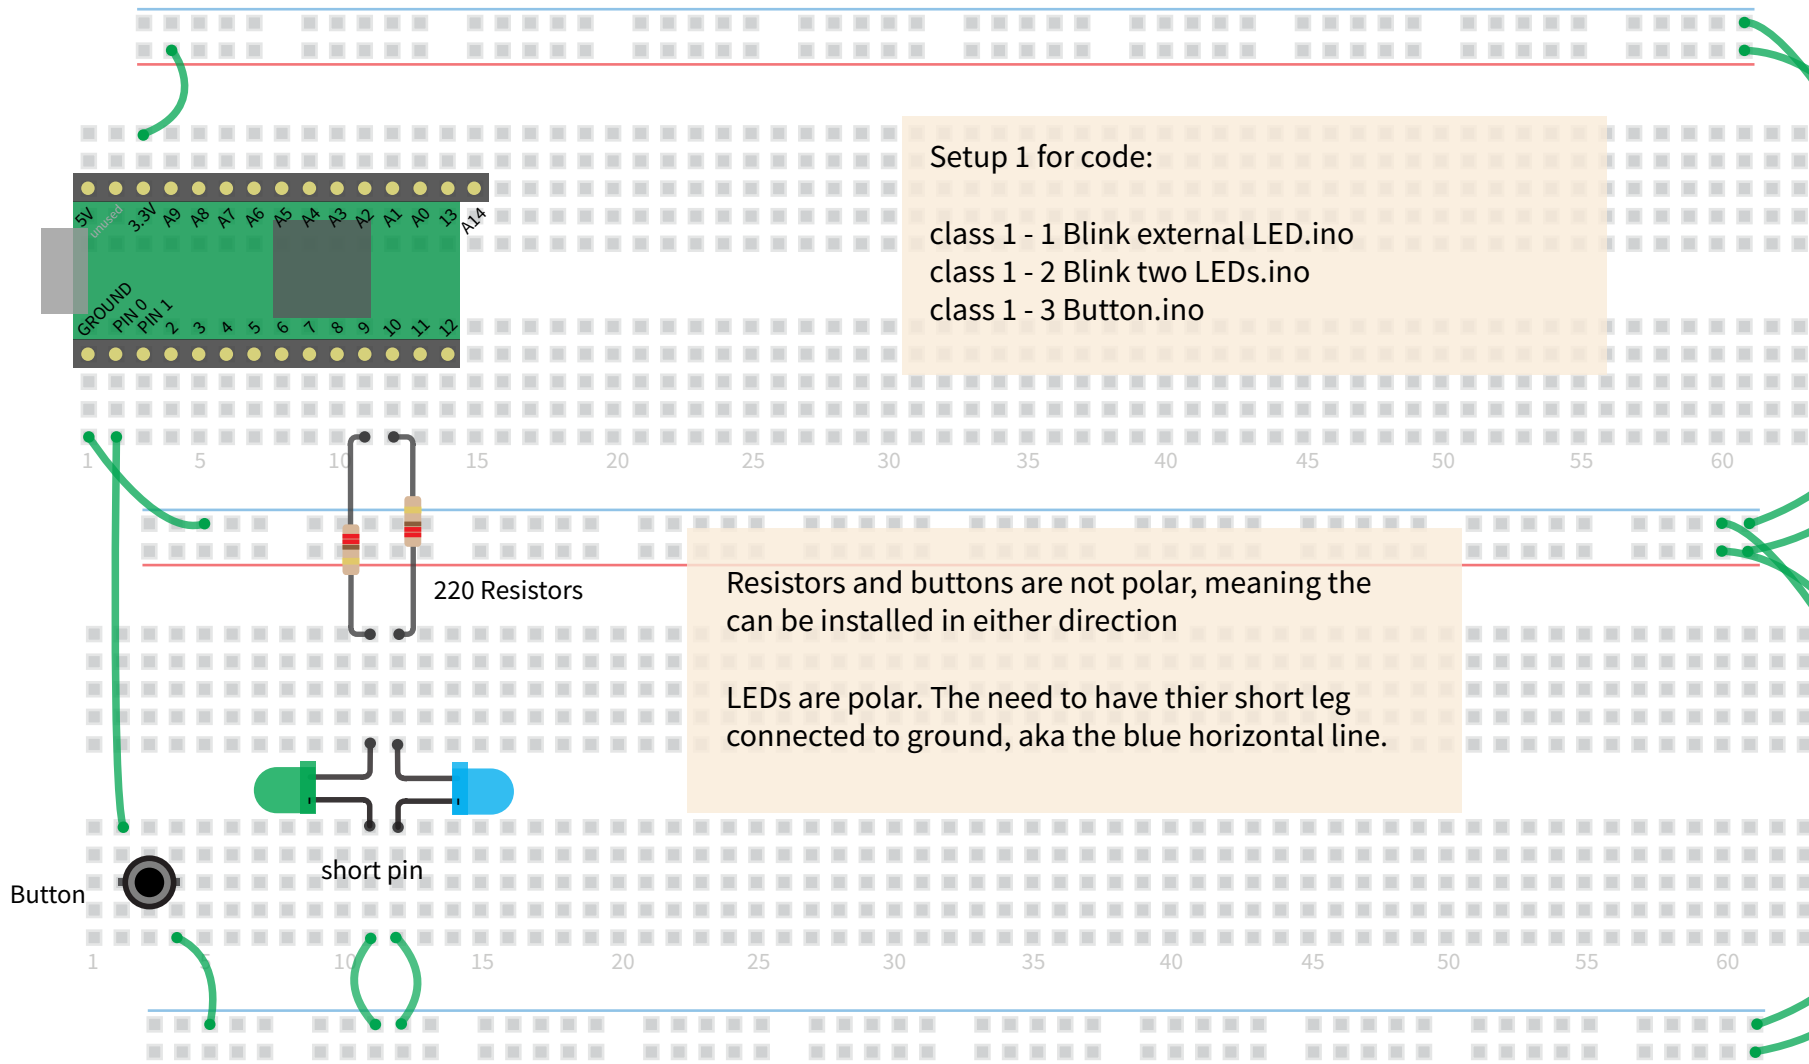 Setup 1 for code:
class 1 - 1 Blink external LED.ino
class 1 - 2 Blink two LEDs.ino
class 1 - 3 Button.ino
5V unused 3.3V A9 A8 A7 A6 A5 A4 A3 A2 A1 A0 13 A14
GROUND PIN 0 PIN 1 2 3 4 5 6 7 8 9 10 11 12
1 5 10 15 20 25 30 35 40 45 50 55 60
220 Resistors
Resistors and buttons are not polar, meaning the
can be installed in either direction
LEDs are polar. The need to have thier short leg
connected to ground, aka the blue horizontal line.
short pin
Button
1 5 10 15 20 25 30 35 40 45 50 55 60